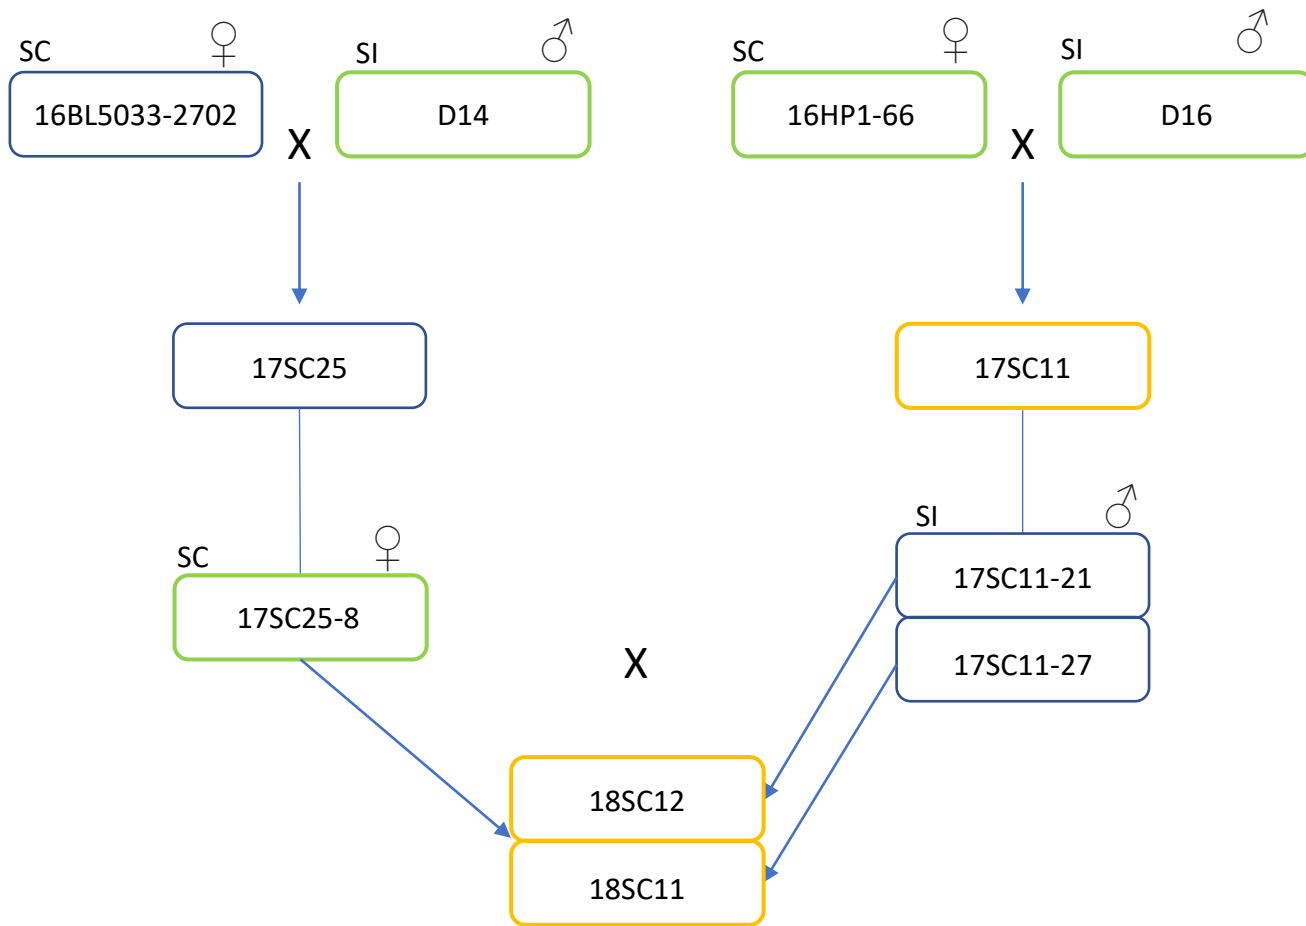 SC
♀
SI
♂
SC
♀
SI
♂
16BL5033-2702
X
D14
16HP1-66
X
D16
17SC25
17SC11
SC
♀
SI
♂
17SC25-8
17SC11-21
17SC11-27
X
18SC12
18SC11